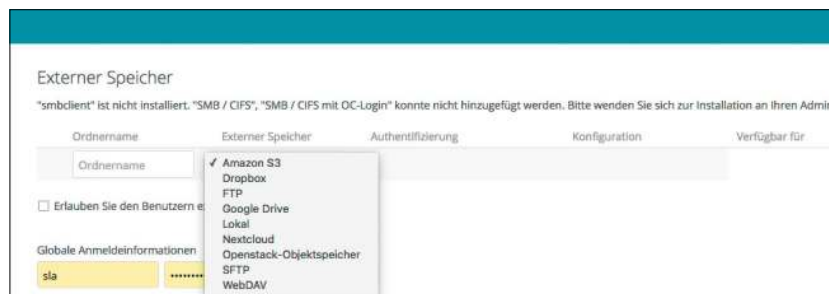 Externer Speicher
"smbclient" ist nicht installiert. "SMB / CIFS", "SMB / CIFS mit OC-Login" konnte nicht hinzugefügt werden. Bitte wenden Sie sich zur Installation an Ihren Admin
Ordnername Externer Speicher Authentifizierung Konfiguration Verfügbar für
Ordnername
✓ Amazon S3
Dropbox
FTP
Google Drive
Lokal
Nextcloud
Openstack-Objektspeicher
SFTP
WebDAV
Erlauben Sie den Benutzern e
Globale Anmeldeinformationen
sla ••••••••